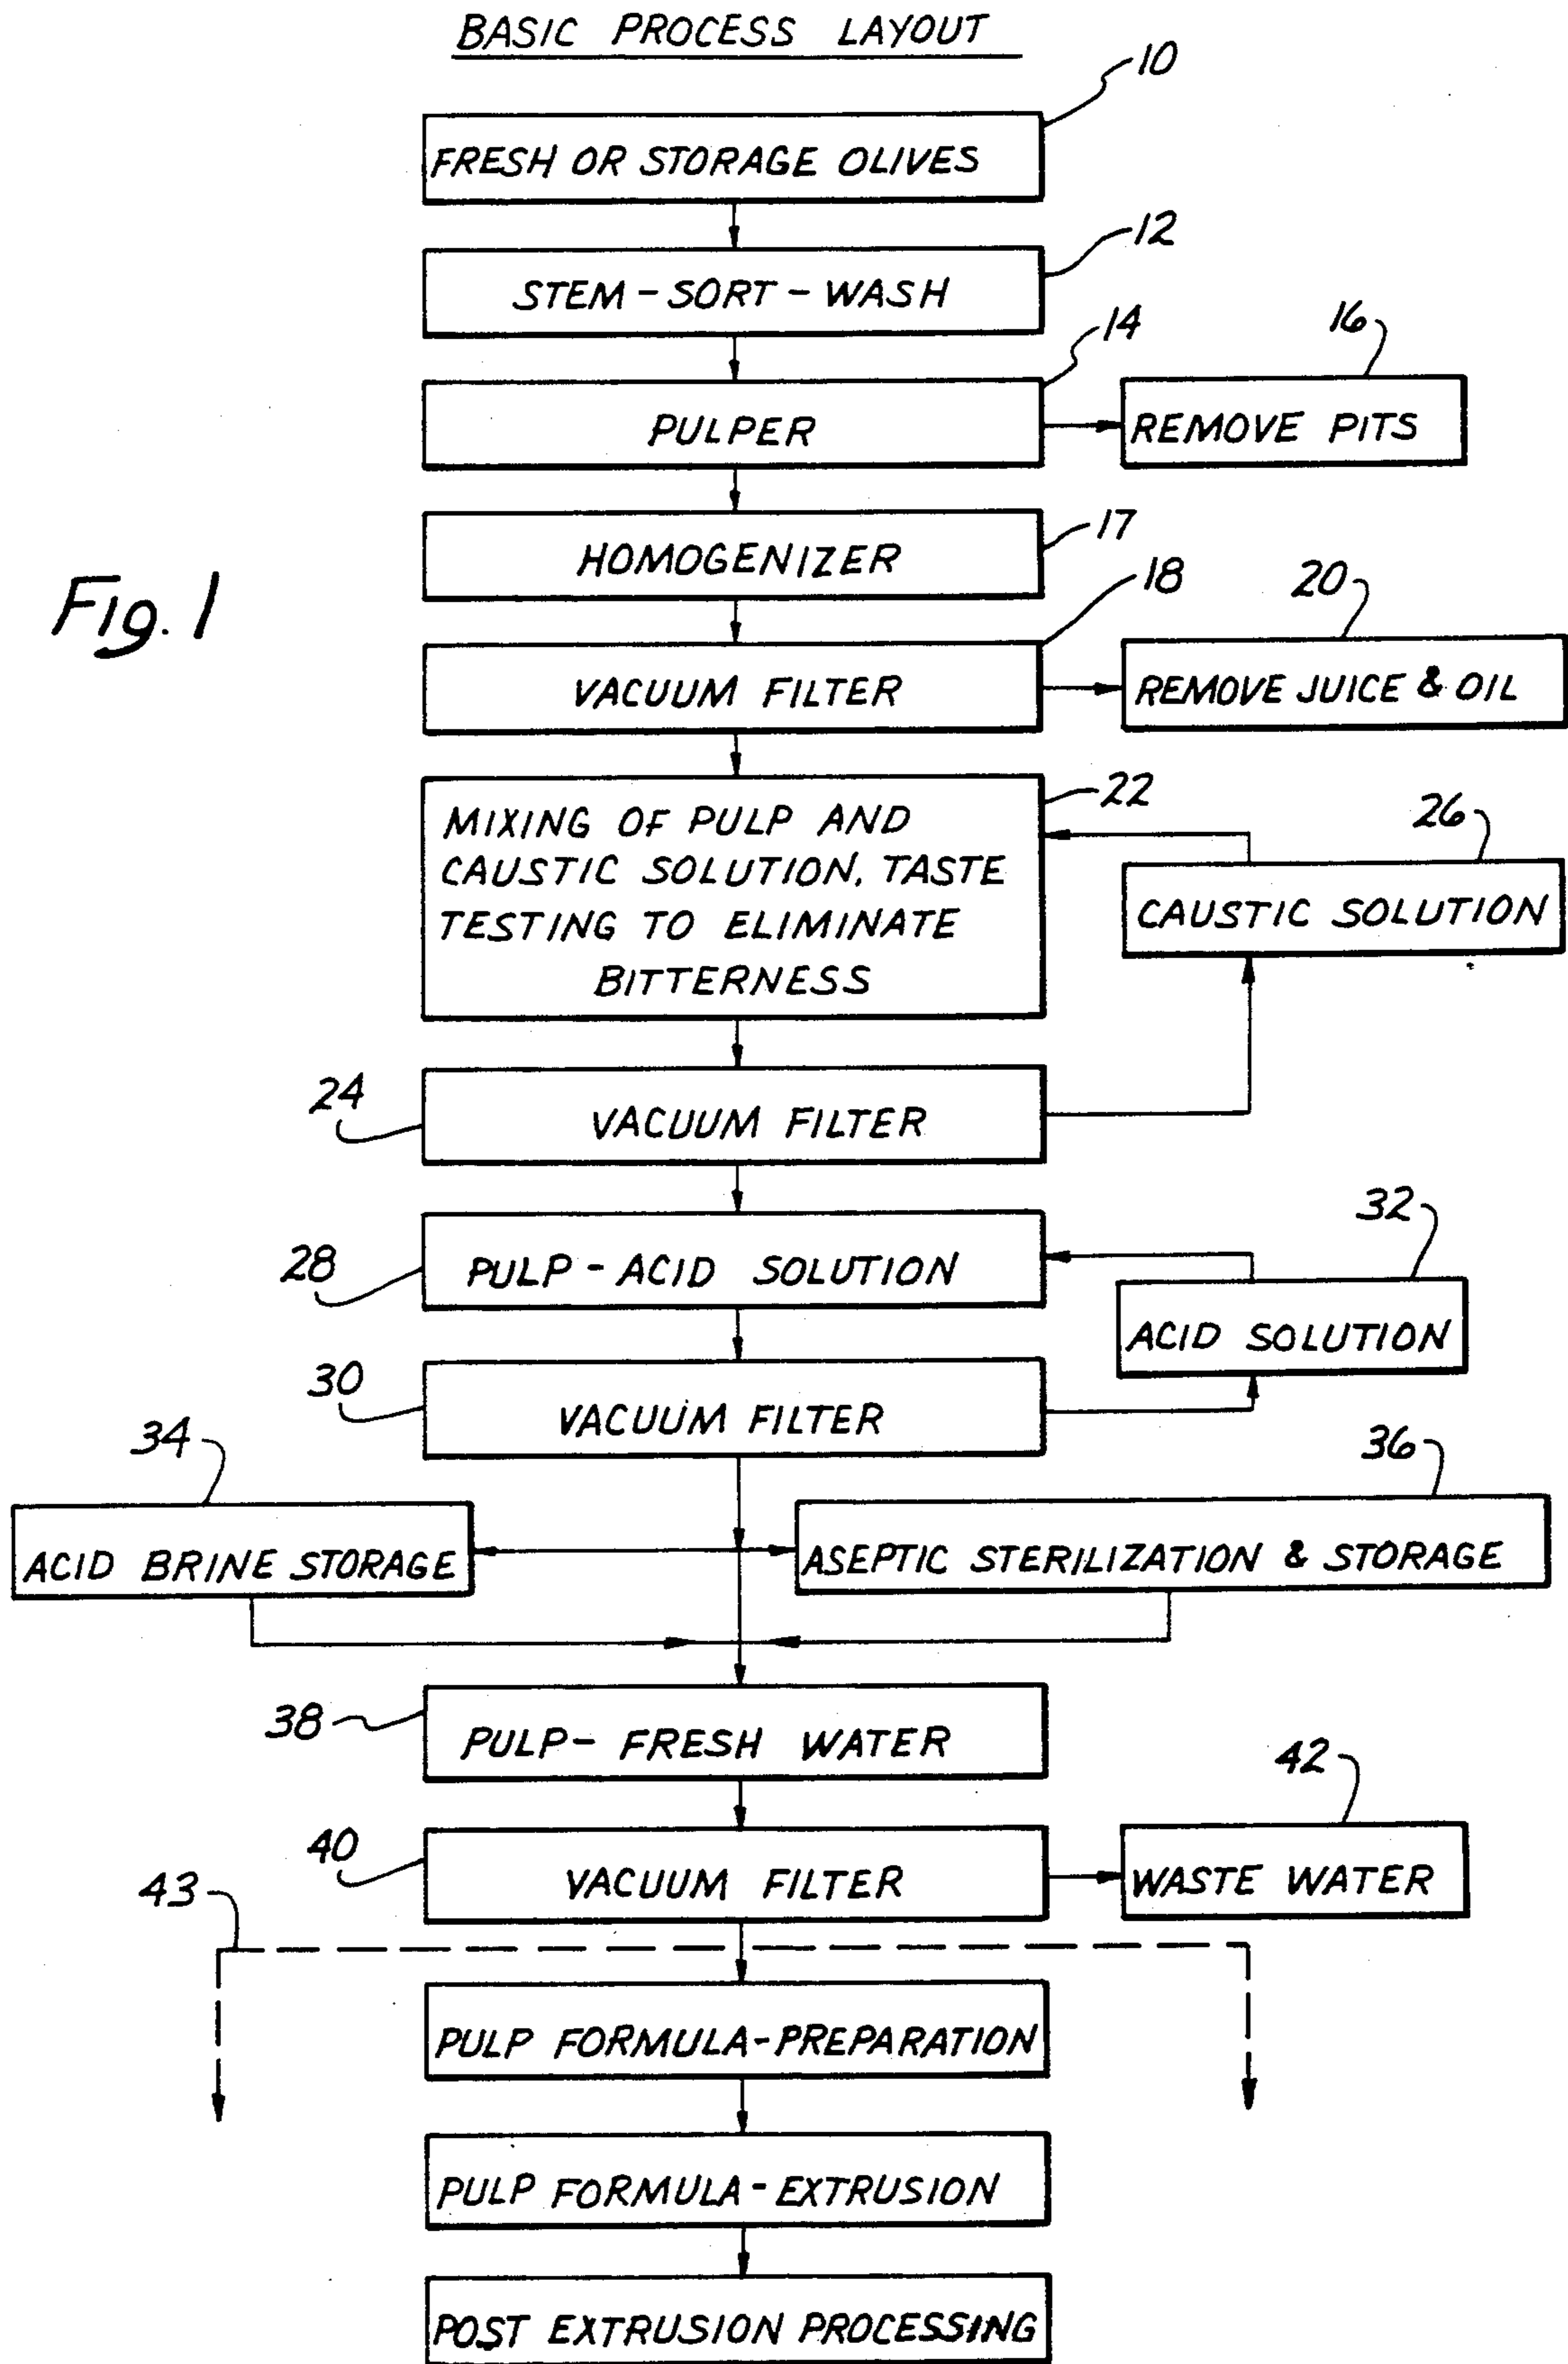 BASIC PROCESS LAYOUT
10
FRESH OR STORAGE OLIVES
12
STEM-SORT-WASH
14
16
PULPER
REMOVE PITS
17
HOMOGENIZER
Fig. 1
18
20
VACUUM FILTER
REMOVE JUICE & OIL
22
MIXING OF PULP AND
CAUSTIC SOLUTION, TASTE
TESTING TO ELIMINATE
BITTERNESS
26
CAUSTIC SOLUTION
24
VACUUM FILTER
28
PULP-ACID SOLUTION
32
ACID SOLUTION
30
VACUUM FILTER
34
36
ACID BRINE STORAGE
ASEPTIC STERILIZATION & STORAGE
38
PULP-FRESH WATER
42
40
VACUUM FILTER
WASTE WATER
43
PULP FORMULA-PREPARATION
PULP FORMULA-EXTRUSION
POST EXTRUSION PROCESSING